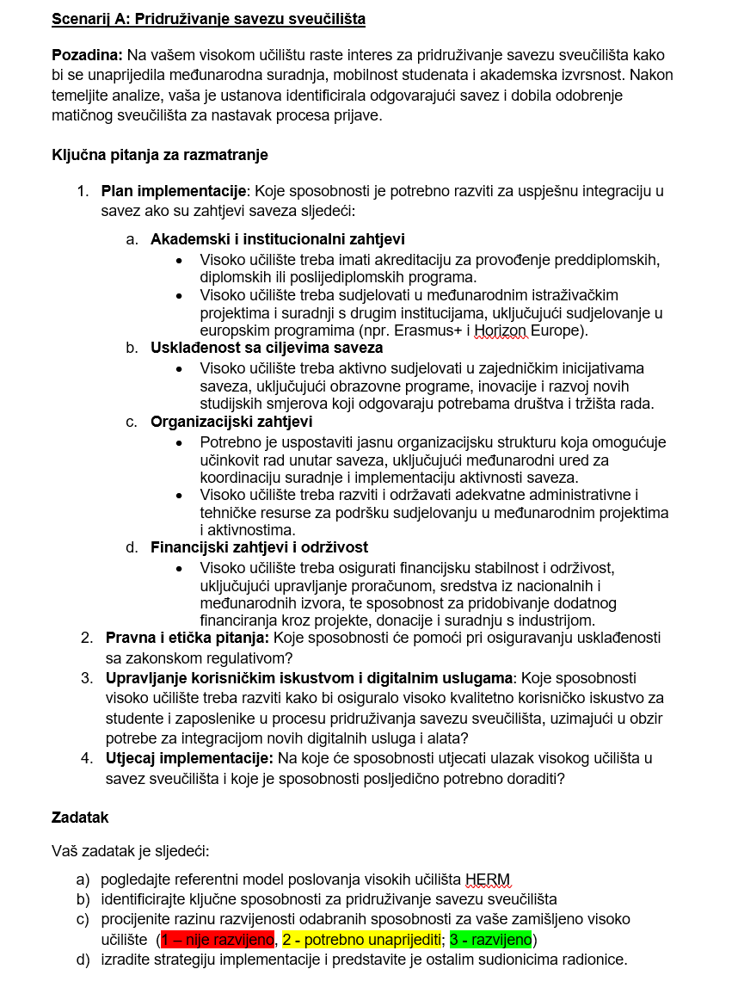 Scenarij A: Pridruživanje savezu sveučilišta
Pozadina: Na vašem visokom učilištu raste interes za pridruživanje savezu sveučilišta kako
bi se unaprijedila međunarodna suradnja, mobilnost studenata i akademska izvrsnost. Nakon
temeljite analize, vaša je ustanova identificirala odgovarajući savez i dobila odobrenje
matičnog sveučilišta za nastavak procesa prijave.
Ključna pitanja za razmatranje
1. Plan implementacije: Koje sposobnosti je potrebno razviti za uspješnu integraciju u
savez ako su zahtjevi saveza sljedeći:
a. Akademski i institucionalni zahtjevi
• Visoko učilište treba imati akreditaciju za provođenje preddiplomskih,
diplomskih ili poslijediplomskih programa.
• Visoko učilište treba sudjelovati u međunarodnim istraživačkim
projektima i suradnji s drugim institucijama, uključujući sudjelovanje u
europskim programima (npr. Erasmus+ i Horizon Europe).
b. Usklađenost sa ciljevima saveza
• Visoko učilište treba aktivno sudjelovati u zajedničkim inicijativama
saveza, uključujući obrazovne programe, inovacije i razvoj novih
studijskih smjerova koji odgovaraju potrebama društva i tržišta rada.
c. Organizacijski zahtjevi
• Potrebno je uspostaviti jasnu organizacijsku strukturu koja omogućuje
učinkovit rad unutar saveza, uključujući međunarodni ured za
koordinaciju suradnje i implementaciju aktivnosti saveza.
• Visoko učilište treba razviti i održavati adekvatne administrativne i
tehničke resurse za podršku sudjelovanju u međunarodnim projektima
i aktivnostima.
d. Financijski zahtjevi i održivost
• Visoko učilište treba osigurati financijsku stabilnost i održivost,
uključujući upravljanje proračunom, sredstva iz nacionalnih i
međunarodnih izvora, te sposobnost za pridobivanje dodatnog
financiranja kroz projekte, donacije i suradnju s industrijom.
2. Pravna i etička pitanja: Koje sposobnosti će pomoći pri osiguravanju usklađenosti
sa zakonskom regulativom?
3. Upravljanje korisničkim iskustvom i digitalnim uslugama: Koje sposobnosti
visoko učilište treba razviti kako bi osiguralo visoko kvalitetno korisničko iskustvo za
studente i zaposlenike u procesu pridruživanja savezu sveučilišta, uzimajući u obzir
potrebe za integracijom novih digitalnih usluga i alata?
4. Utjecaj implementacije: Na koje će sposobnosti utjecati ulazak visokog učilišta u
savez sveučilišta i koje je sposobnosti posljedično potrebno doraditi?
Zadatak
Vaš zadatak je sljedeći:
a) pogledajte referentni model poslovanja visokih učilišta HERM
b) identificirajte ključne sposobnosti za pridruživanje savezu sveučilišta
c) procijenite razinu razvijenosti odabranih sposobnosti za vaše zamišljeno visoko
učilište (1 – nije razvijeno, 2 - potrebno unaprijediti; 3 - razvijeno)
d) izradite strategiju implementacije i predstavite je ostalim sudionicima radionice.